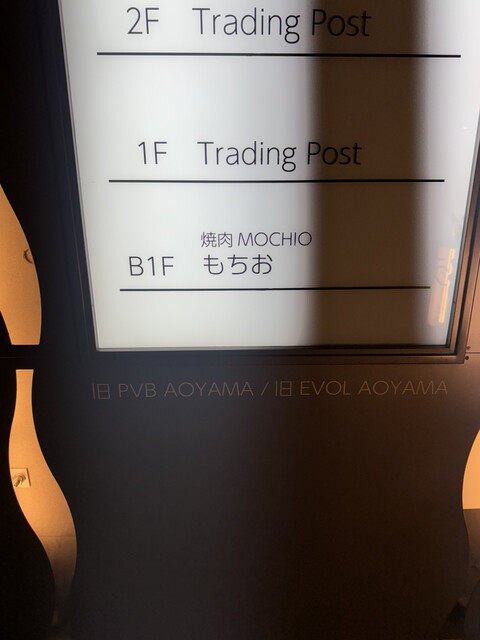 2F Trading Post
1F Trading Post
焼肉 MOCHIO
B1F もちお
旧 PVB AOYAMA / 旧 EVOL AOYAMA